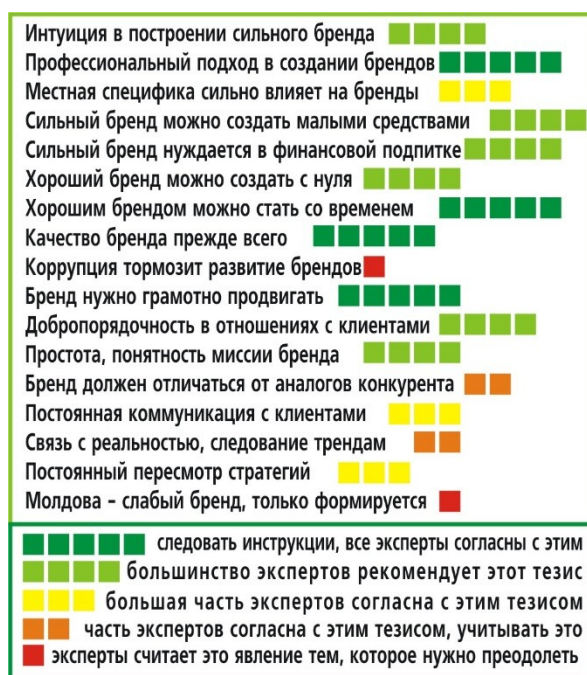 Интуиция в построении сильного бренда
Профессиональный подход в создании брендов
Местная специфика сильно влияет на бренды
Сильный бренд можно создать малыми средствами
Сильный бренд нуждается в финансовой подпитке
Хороший бренд можно создать с нуля
Хорошим брендом можно стать со временем
Качество бренда прежде всего
Коррупция тормозит развитие брендов
Бренд нужно грамотно продвигать
Добропорядочность в отношениях с клиентами
Простота, понятность миссии бренда
Бренд должен отличаться от аналогов конкурента
Постоянная коммуникация с клиентами
Связь с реальностью, следование трендам
Постоянный пересмотр стратегий
Молдова – слабый бренд, только формируется
следовать инструкции, все эксперты согласны с этим
большинство экспертов рекомендует этот тезис
большая часть экспертов согласна с этим тезисом
часть экспертов согласна с этим тезисом, учитывать это
эксперты считает это явление тем, которое нужно преодолеть